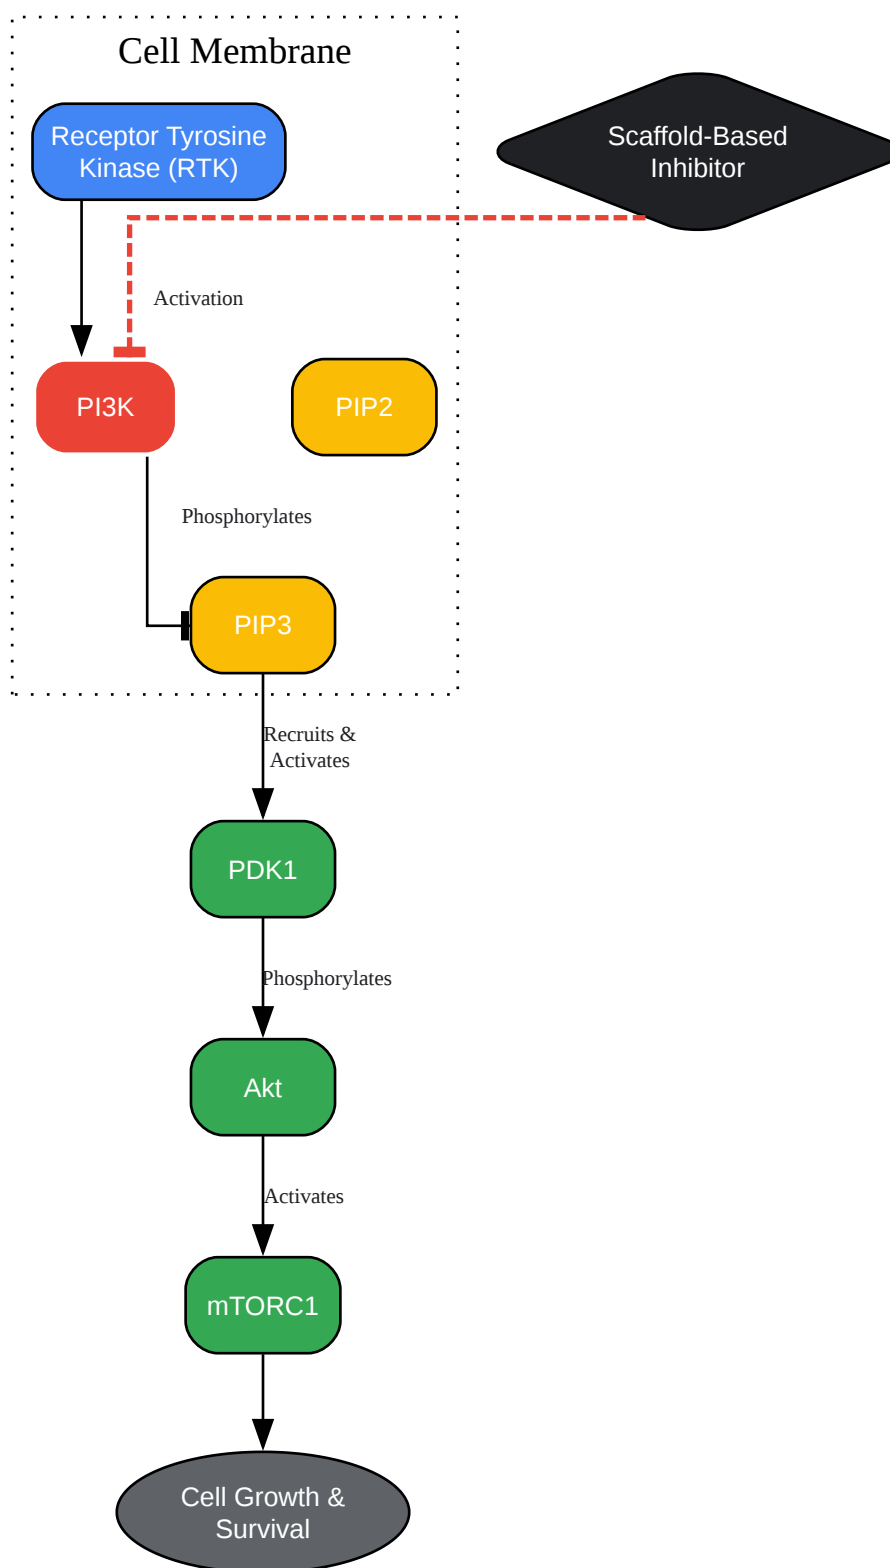 Cell Membrane
Receptor Tyrosine
Kinase (RTK)
Scaffold-Based
Inhibitor
Activation
PI3K
PIP2
Phosphorylates
PIP3
Recruits &
Activates
PDK1
Phosphorylates
Akt
Activates
mTORC1
Cell Growth &
Survival